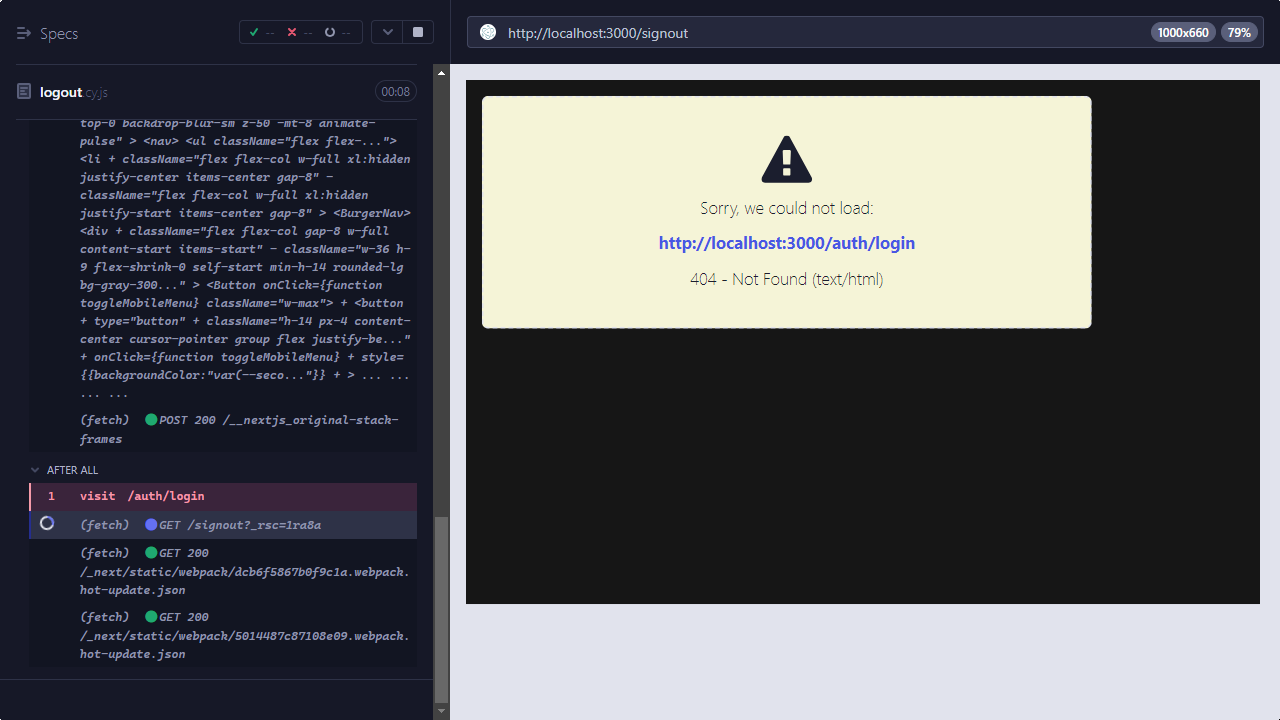 Specs
-- -- --
http://localhost:3000/signout
1000x660
79%
logout cy.js
00:08
top-0 backdrop-blur-sm z-50 -mt-8 animate-
pulse" > <nav> <ul className="flex flex-...">
<li + className="flex flex-col w-full xl:hidden
justify-center items-center gap-8" -
className="flex flex-col w-full xl:hidden
justify-start items-center gap-8" > <BurgerNav>
<div + className="flex flex-col gap-8 w-full
content-start items-start" - className="w-36 h-
9 flex-shrink-0 self-start min-h-14 rounded-lg
bg-gray-300..." > <Button onClick={function
toggleMobileMenu} className="w-max"> + <button
+ type="button" + className="h-14 px-4 content-
center cursor-pointer group flex justify-be..."
+ onClick={function toggleMobileMenu} + style=
{{backgroundColor:"var(--seco..."}} + > ... ...
... ...
(fetch) POST 200 /__nextjs_original-stack-
frames
AFTER ALL
1 visit /auth/login
(fetch) GET /signout?_rsc=1ra8a
(fetch) GET 200
/_next/static/webpack/dcb6f5867b0f9c1a.webpack.
hot-update.json
(fetch) GET 200
/_next/static/webpack/5014487c87108e09.webpack.
hot-update.json
Sorry, we could not load:
http://localhost:3000/auth/login
404 - Not Found (text/html)